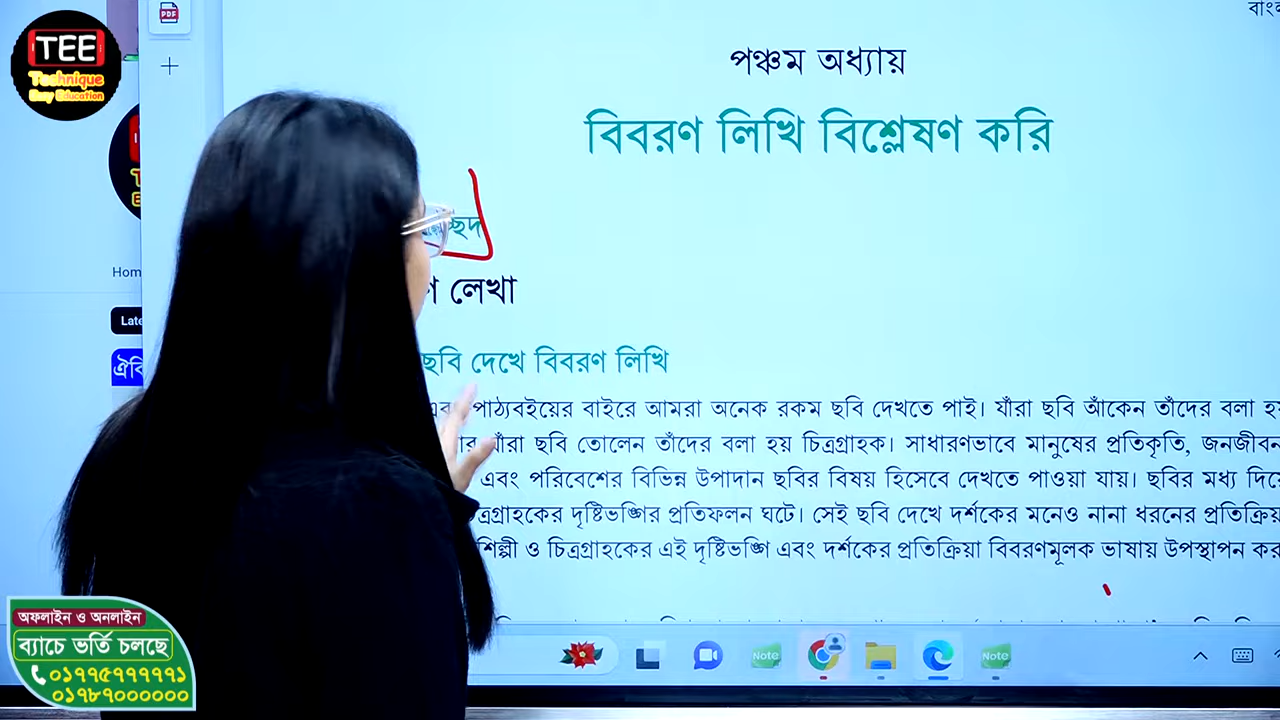 PDF
বাংল
TEE
Technique
Easy Education
পঞ্চম অধ্যায়
বিবরণ লিখি বিশ্লেষণ করি
চ্ছেদ
লেখা
Hom
ছবি দেখে বিবরণ লিখি
Late
ঐবি
পাঠ্যবইয়ের বাইরে আমরা অনেক রকম ছবি দেখতে পাই। যাঁরা ছবি আঁকেন তাঁদের বলা হ
যাঁরা ছবি তোলেন তাঁদের বলা হয় চিত্রগ্রাহক। সাধারণভাবে মানুষের প্রতিকৃতি, জনজীবন
এবং পরিবেশের বিভিন্ন উপাদান ছবির বিষয় হিসেবে দেখতে পাওয়া যায়। ছবির মধ্য দিয়ে
ত্রগ্রাহকের দৃষ্টিভঙ্গির প্রতিফলন ঘটে। সেই ছবি দেখে দর্শকের মনেও নানা ধরনের প্রতিক্রিয়
শিল্পী ও চিত্রগ্রাহকের এই দৃষ্টিভঙ্গি এবং দর্শকের প্রতিক্রিয়া বিবরণমূলক ভাষায় উপস্থাপন কর
অফলাইন ও অনলাইন
ব্যাচে ভর্তি চলছে
০১৭৭৫৭৭৭৭৭১
০১৭৮৭০০০০০০
Note
Note